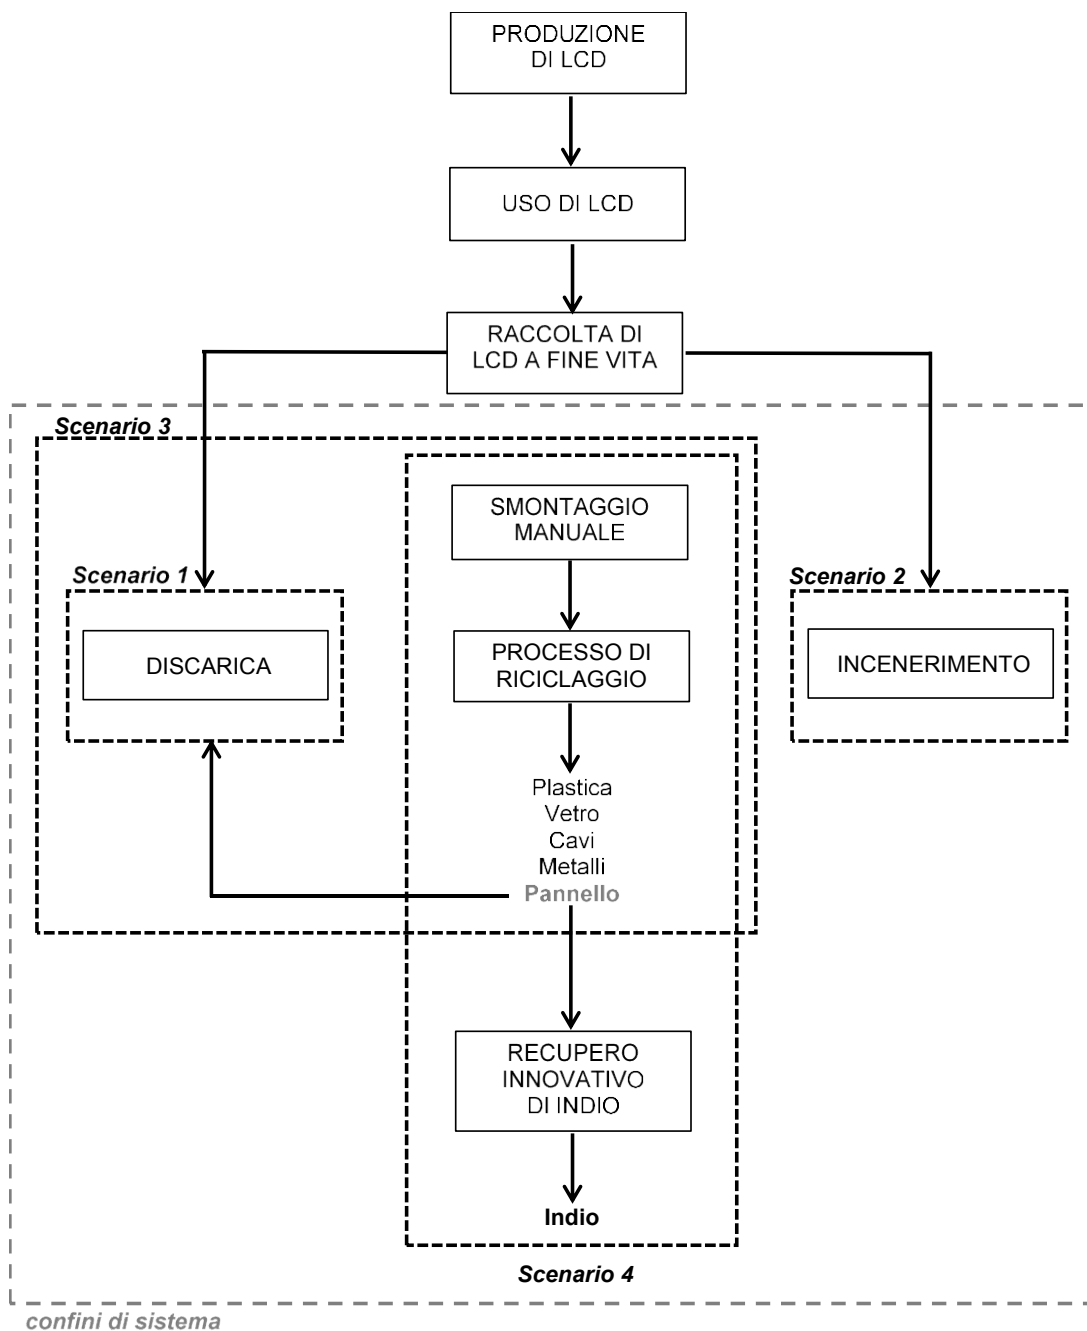 PRODUZIONE
DI LCD
USO DI LCD
RACCOLTA DI
LCD A FINE VITA
Scenario 3
SMONTAGGIO
MANUALE
Scenario 1
Scenario 2
DISCARICA
PROCESSO DI
RICICLAGGIO
INCENERIMENTO
Plastica
Vetro
Cavi
Metalli
Pannello
RECUPERO
INNOVATIVO
DI INDIO
Indio
Scenario 4
confini di sistema